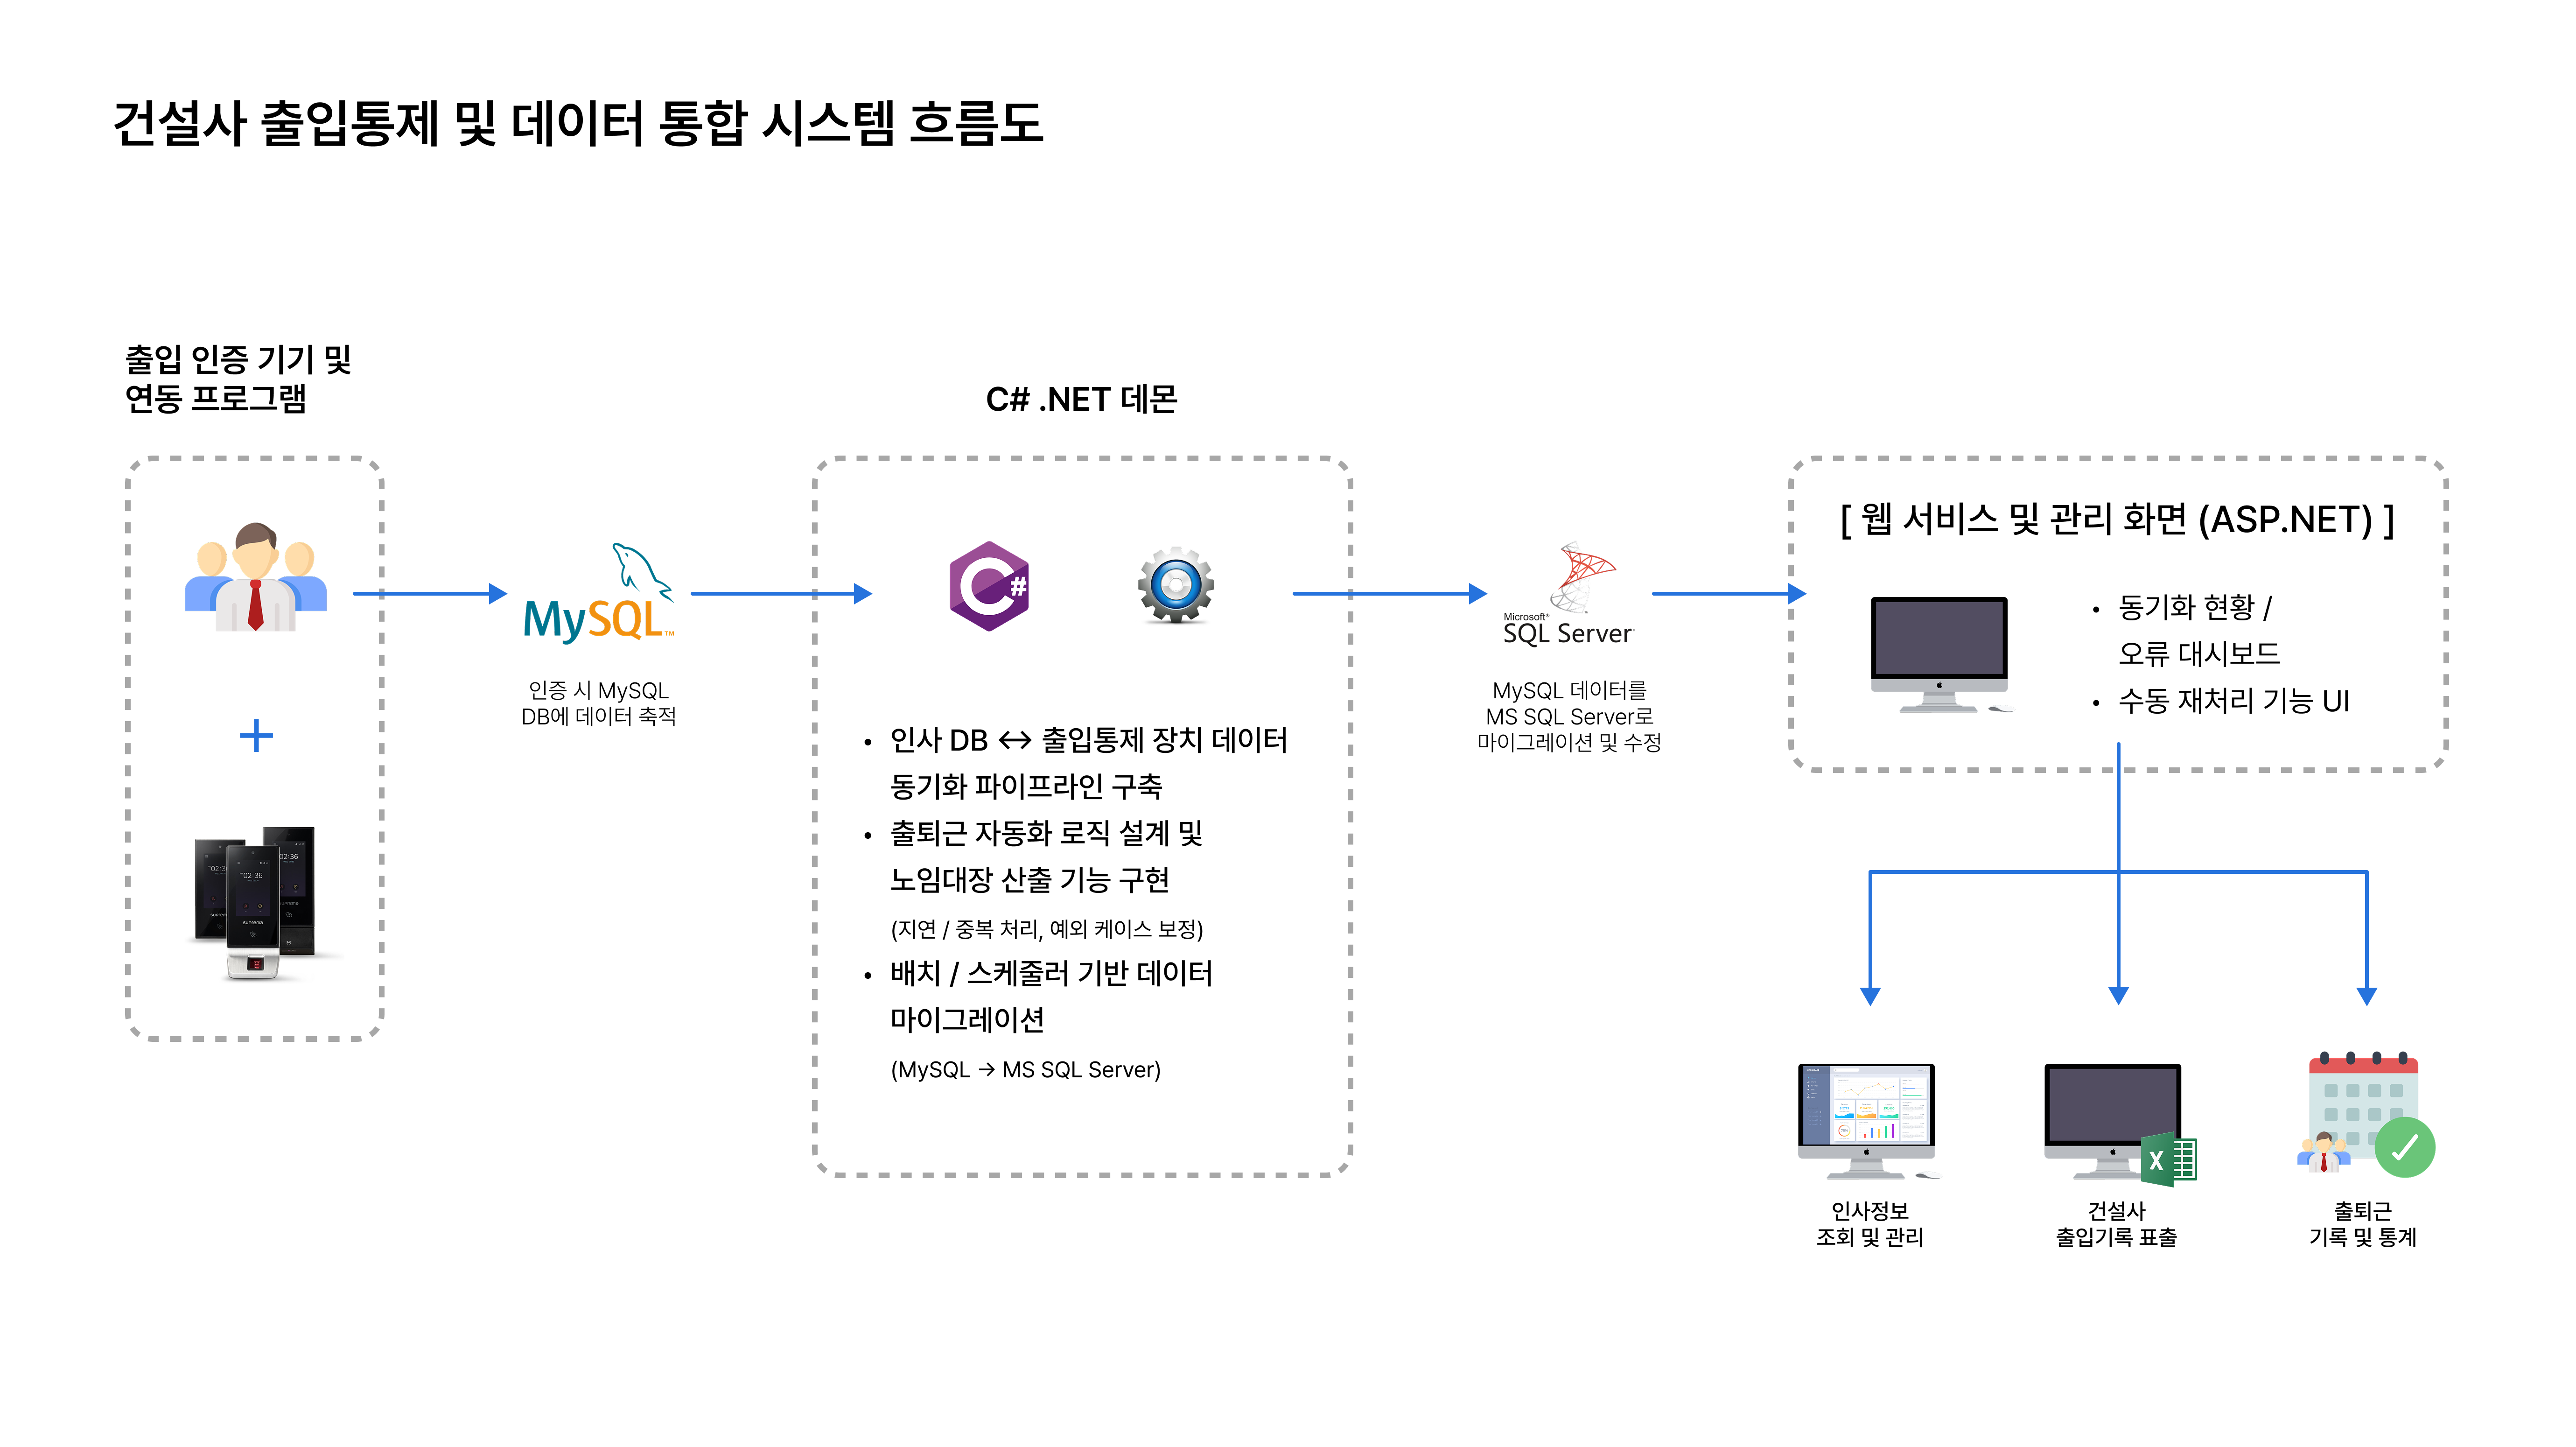 건설사 출입통제 및 데이터 통합 시스템 흐름도
출입 인증 기기 및
연동 프로그램
02:36
02:36
02:36
suprema
suprema
MySQL™
인증 시 MySQL
DB에 데이터 축적
C# .NET 데몬
C#
• 인사 DB ↔ 출입통제 장치 데이터
동기화 파이프라인 구축
• 출퇴근 자동화 로직 설계 및
노임대장 산출 기능 구현
(지연 / 중복 처리, 예외 케이스 보정)
• 배치 / 스케줄러 기반 데이터
마이그레이션
(MySQL → MS SQL Server)
Microsoft®
SQL Server
MySQL 데이터를
MS SQL Server로
마이그레이션 및 수정
[ 웹 서비스 및 관리 화면 (ASP.NET) ]
• 동기화 현황 /
오류 대시보드
• 수동 재처리 기능 UI
인사정보
조회 및 관리
X
건설사
출입기록 표출
출퇴근
기록 및 통계